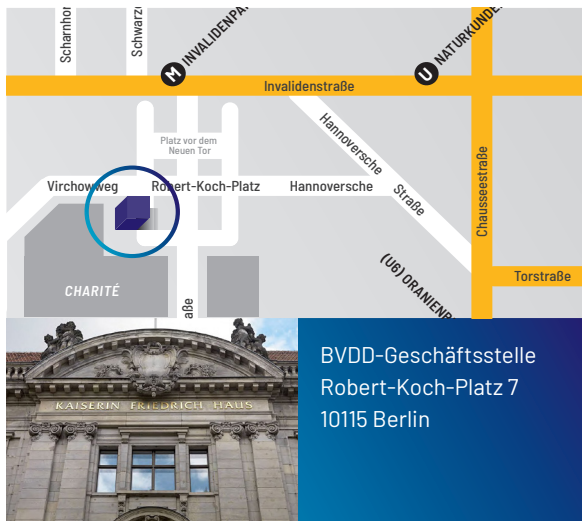 Scharnhor
Schwarz
M INVALIDENPA
U NATURKUNDE
Invalidenstraße
Platz vor dem
Neuen Tor
Hannoversche
Straße
Chausseestraße
Virchowweg
Robert-Koch-Platz
Hannoversche
(U6) ORANIENB
Torstraße
CHARITÉ
aße
KAISERIN FRIEDRICH HAUS
BVDD-Geschäftsstelle
Robert-Koch-Platz 7
10115 Berlin